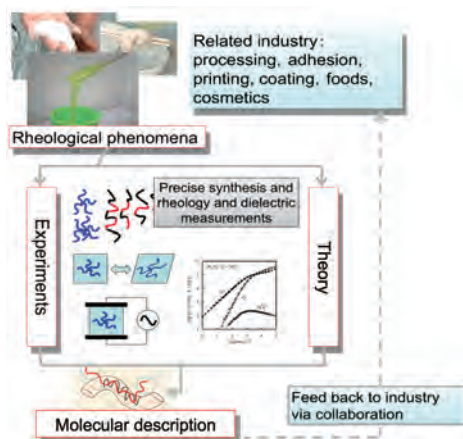 Related industry:
processing, adhesion,
printing, coating, foods,
cosmetics
Rheological phenomena
Precise synthesis and
rheology and dielectric
measurements
Experiments
Theory
Feed back to industry
via collaboration
Molecular description